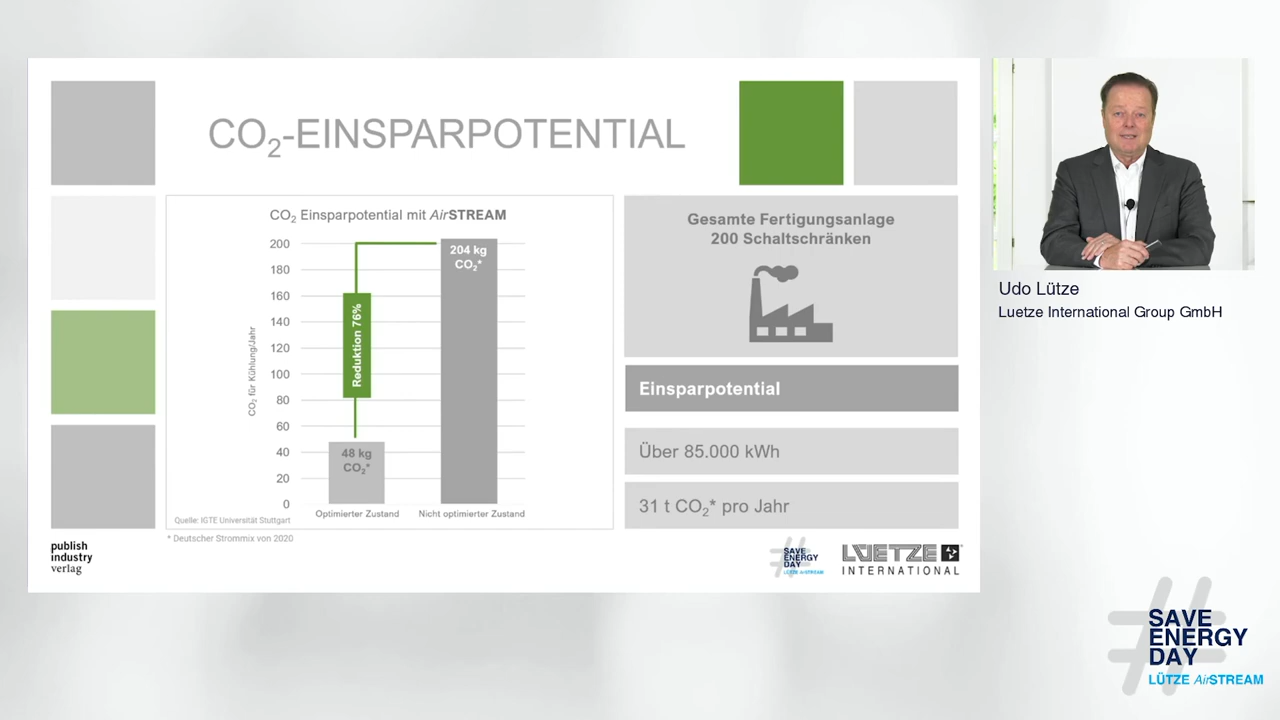 CO2-EINSPARPOTENTIAL
CO2 Einsparpotential mit AirSTREAM
CO2 für Kühlung/Jahr
200
180
160
140
120
100
80
60
40
20
0
Reduktion 76%
204 kg
CO2*
48 kg
CO2*
Optimierter Zustand
Nicht optimierter Zustand
Quelle: IGTE Universität Stuttgart
* Deutscher Strommix von 2020
Gesamte Fertigungsanlage
200 Schaltschränken
Einsparpotential
Über 85.000 kWh
31 t CO2* pro Jahr
publish
industry
verlag
SAVE
ENERGY
DAY
LÜTZE AirSTREAM
LUETZE
INTERNATIONAL
Udo Lütze
Luetze International Group GmbH
#
SAVE
ENERGY
DAY
LÜTZE AirSTREAM